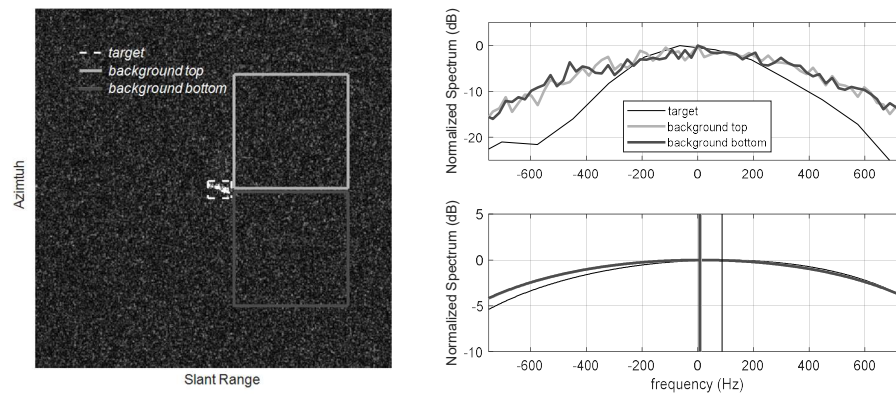 target
background top
background bottom
Azimtuh
Slant Range
Normalized Spectrum (dB)
0
-10
-20
target
background top
background bottom
-600
-400
-200
0
200
400
600
Normalized Spectrum (dB)
5
0
-5
-10
-600
-400
-200
0
200
400
600
frequency (Hz)